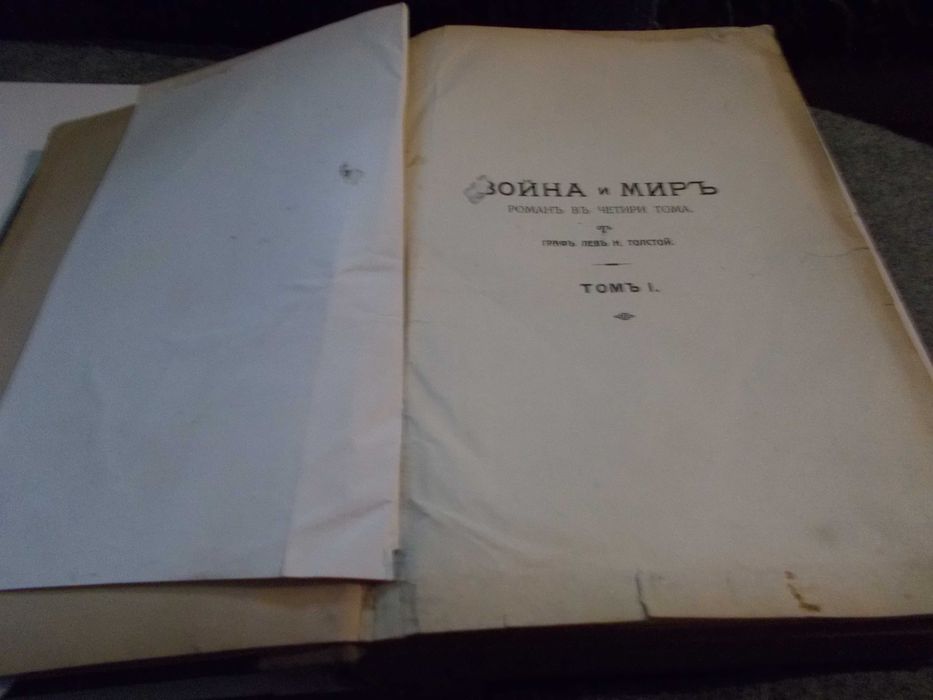 ВОЙНА и МИРЪ
РОМАНЪ ВЪ ЧЕТИРИ ТОМА.
ГРАФЪ ЛЕВЪ Н. ТОЛСТОЙ.
ТОМЪ I.